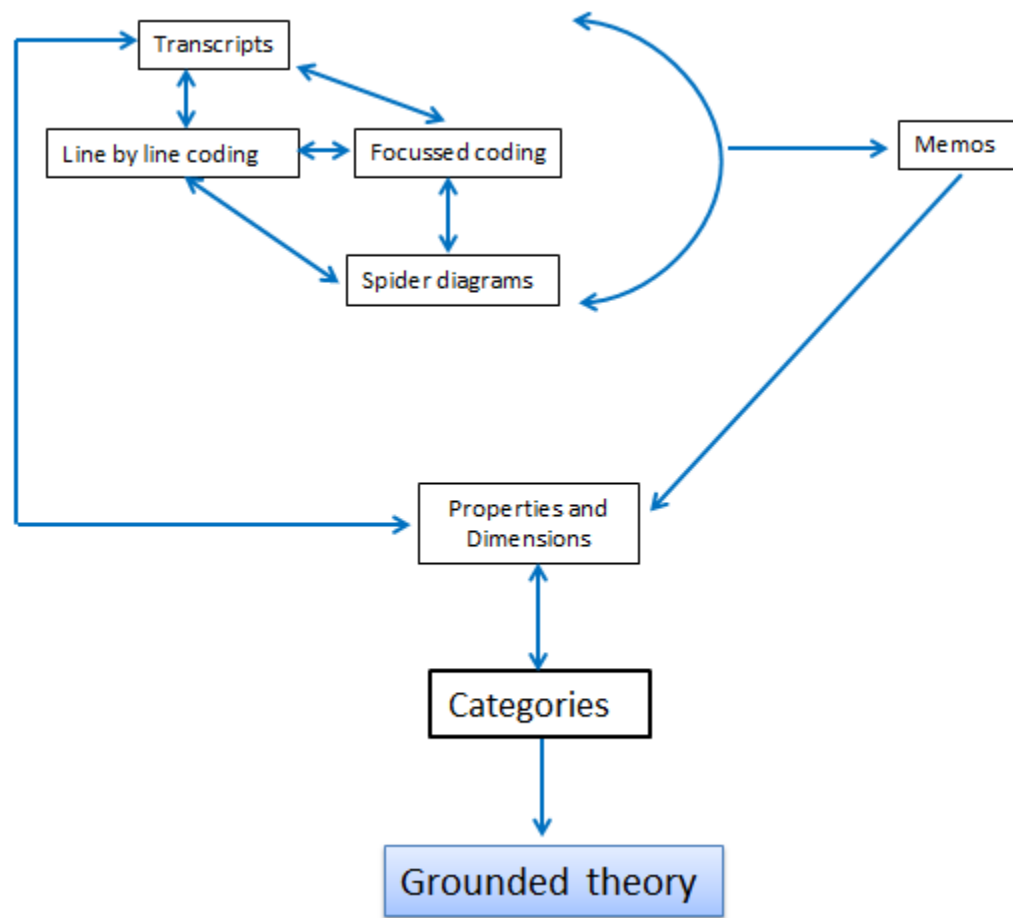 Transcripts
Line by line coding
Focussed coding
Memos
Spider diagrams
Properties and
Dimensions
Categories
Grounded theory